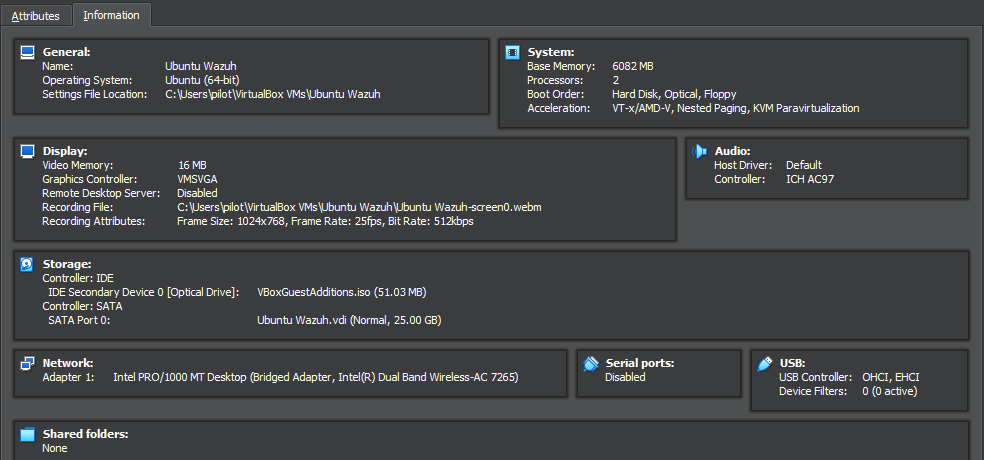 Attributes
Information
General:
Name: Ubuntu Wazuh
Operating System: Ubuntu (64-bit)
Settings File Location: C:\Users\pilot\VirtualBox VMs\Ubuntu Wazuh
System:
Base Memory: 6082 MB
Processors: 2
Boot Order: Hard Disk, Optical, Floppy
Acceleration: VT-x/AMD-V, Nested Paging, KVM Paravirtualization
Display:
Video Memory: 16 MB
Graphics Controller: VMSVGA
Remote Desktop Server: Disabled
Recording File: C:\Users\pilot\VirtualBox VMs\Ubuntu Wazuh\Ubuntu Wazuh-screen0.webm
Recording Attributes: Frame Size: 1024x768, Frame Rate: 25fps, Bit Rate: 512kbps
Audio:
Host Driver: Default
Controller: ICH AC97
Storage:
Controller: IDE
IDE Secondary Device 0 [Optical Drive]: VBoxGuestAdditions.iso (51.03 MB)
Controller: SATA
SATA Port 0: Ubuntu Wazuh.vdi (Normal, 25.00 GB)
Network:
Adapter 1: Intel PRO/1000 MT Desktop (Bridged Adapter, Intel(R) Dual Band Wireless-AC 7265)
Serial ports:
Disabled
USB:
USB Controller: OHCI, EHCI
Device Filters: 0 (0 active)
Shared folders:
None